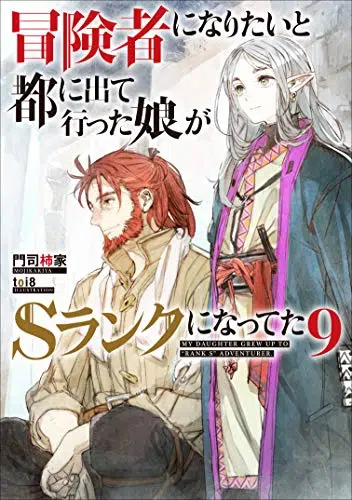 冒険者になりたいと
都に出て
行った娘が
門司柿家
MOJIKAKIYA
toi8
ILLUSTRATION
Sランクになってた9
MY DAUGHTER GREW UP TO
"RANK S" ADVENTURER.